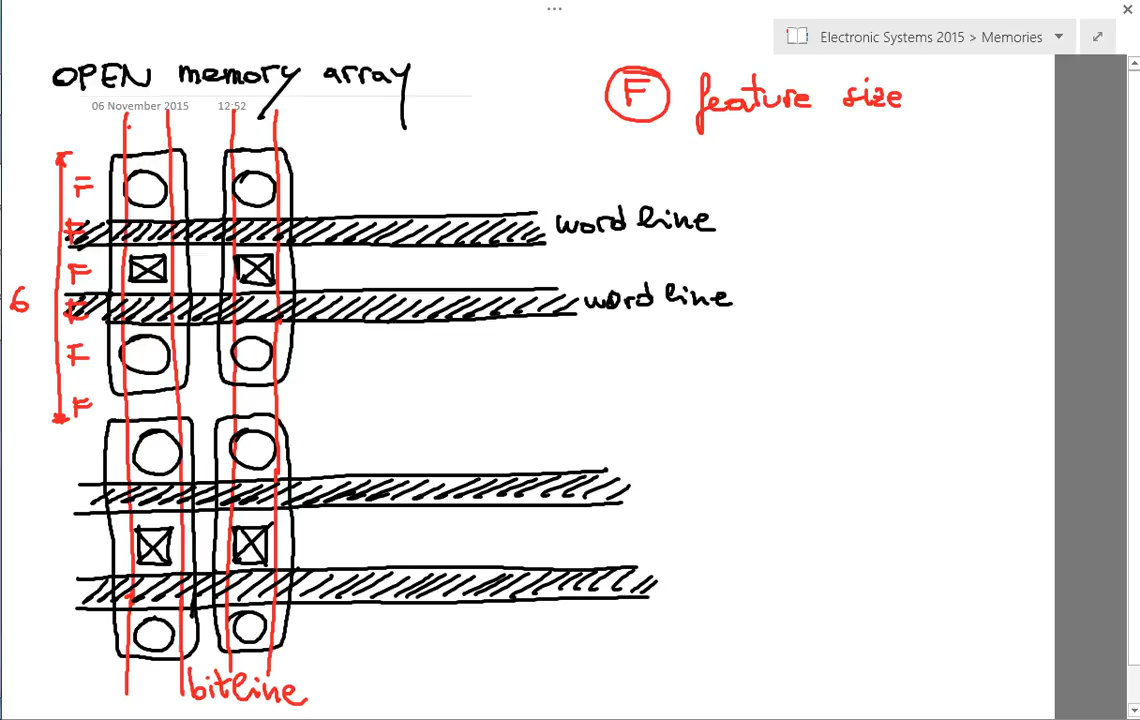 Electronic Systems 2015 > Memories
OPEN memory array
F feature size
06 November 2015 12:52
F
F
word line
F
6
F
word line
F
F
bitline